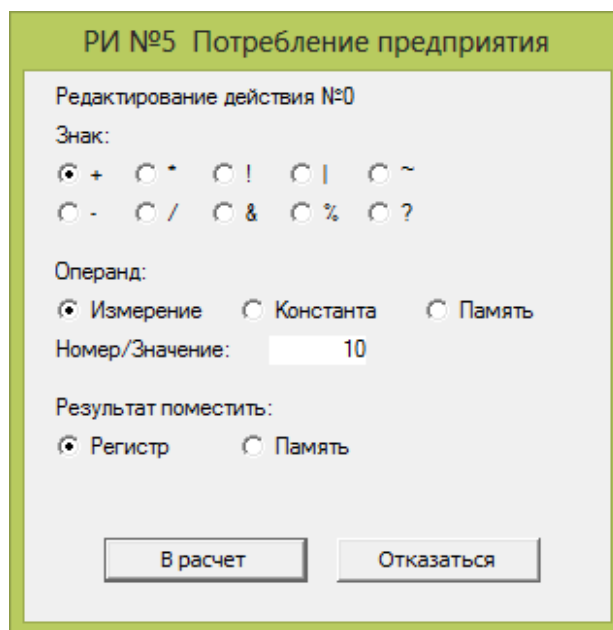 РИ №5 Потребление предприятия
Редактирование действия №0
Знак:
+ * ! | ~
- / & % ?
Операнд:
Измерение Константа Память
Номер/Значение: 10
Результат поместить:
Регистр Память
В расчет Отказаться